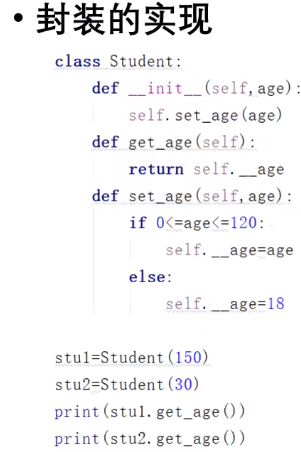 • 封装的实现
class Student:
    def __init__(self,age):
        self.set_age(age)
    def get_age(self):
        return self.__age
    def set_age(self,age):
        if 0<=age<=120:
            self.__age=age
        else:
            self.__age=18
stu1=Student(150)
stu2=Student(30)
print(stu1.get_age())
print(stu2.get_age())